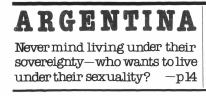 ARGENTINA
Never mind living under their
sovereignty—who wants to live
under their sexuality? —p14